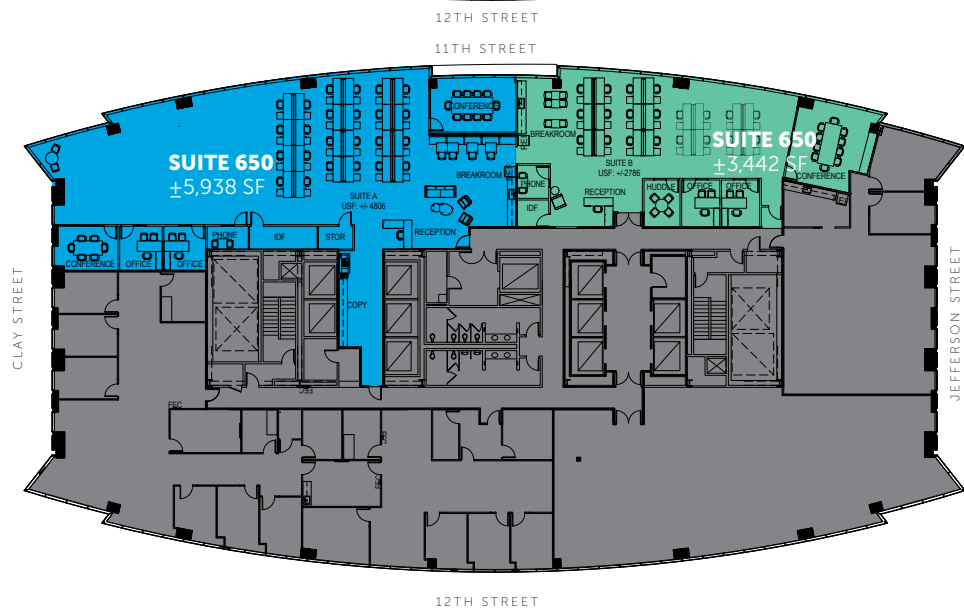 12TH STREET
11TH STREET
CONFERENCE
BREAKROOM
SUITE 650
±5,938 SF
SUITE 650
±3,442 SF
SUITE B
USF: +/-2786
BREAKROOM
CONFERENCE
PHONE
HUDDLE
OFFICE
OFFICE
RECEPTION
SUITE A
USF: +/- 4806
IDF
RECEPTION
PHONE
IDF
STOR
CONFERENCE
OFFICE
OFFICE
COPY
CLAY STREET
JEFFERSON STREET
FEC
FEC
FEC
FEC
12TH STREET